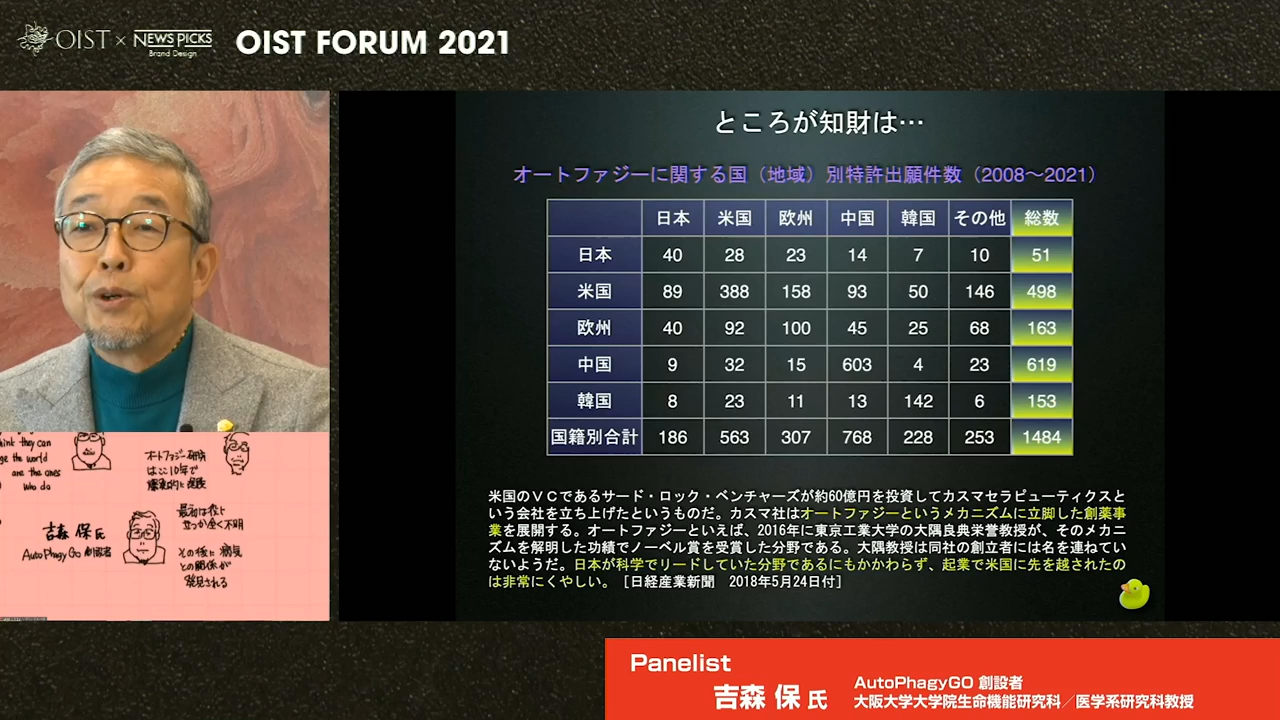 OIST × NEWS PICKS
Brand Design
OIST FORUM 2021
ところが知財は…
オートファジーに関する国（地域）別特許出願件数（2008〜2021）
日本 米国 欧州 中国 韓国 その他 総数
日本 40 28 23 14 7 10 51
米国 89 388 158 93 50 146 498
欧州 40 92 100 45 25 68 163
中国 9 32 15 603 4 23 619
韓国 8 23 11 13 142 6 153
国籍別合計 186 563 307 768 228 253 1484
米国のＶＣであるサード・ロック・ベンチャーズが約60億円を投資してカスマセラピューティクスと
いう会社を立ち上げたというものだ。カスマ社はオートファジーというメカニズムに立脚した創薬事
業を展開する。オートファジーといえば、2016年に東京工業大学の大隅良典栄誉教授が、そのメカニ
ズムを解明した功績でノーベル賞を受賞した分野である。大隅教授は同社の創立者には名を連ねてい
ないようだ。日本が科学でリードしていた分野であるにもかかわらず、起業で米国に先を越されたの
は非常にくやしい。［日経産業新聞　2018年5月24日付］
think they can
ge the world
are the ones
who do
オートファジー研究
はここ10年で
爆発的に発展
吉森 保 氏
AutoPhagyGO 創設者
最初は役に
立つか全く不明
その後に病気
との関係が
発見される
Panelist
吉森 保 氏
AutoPhagyGO 創設者
大阪大学大学院生命機能研究科／医学系研究科教授